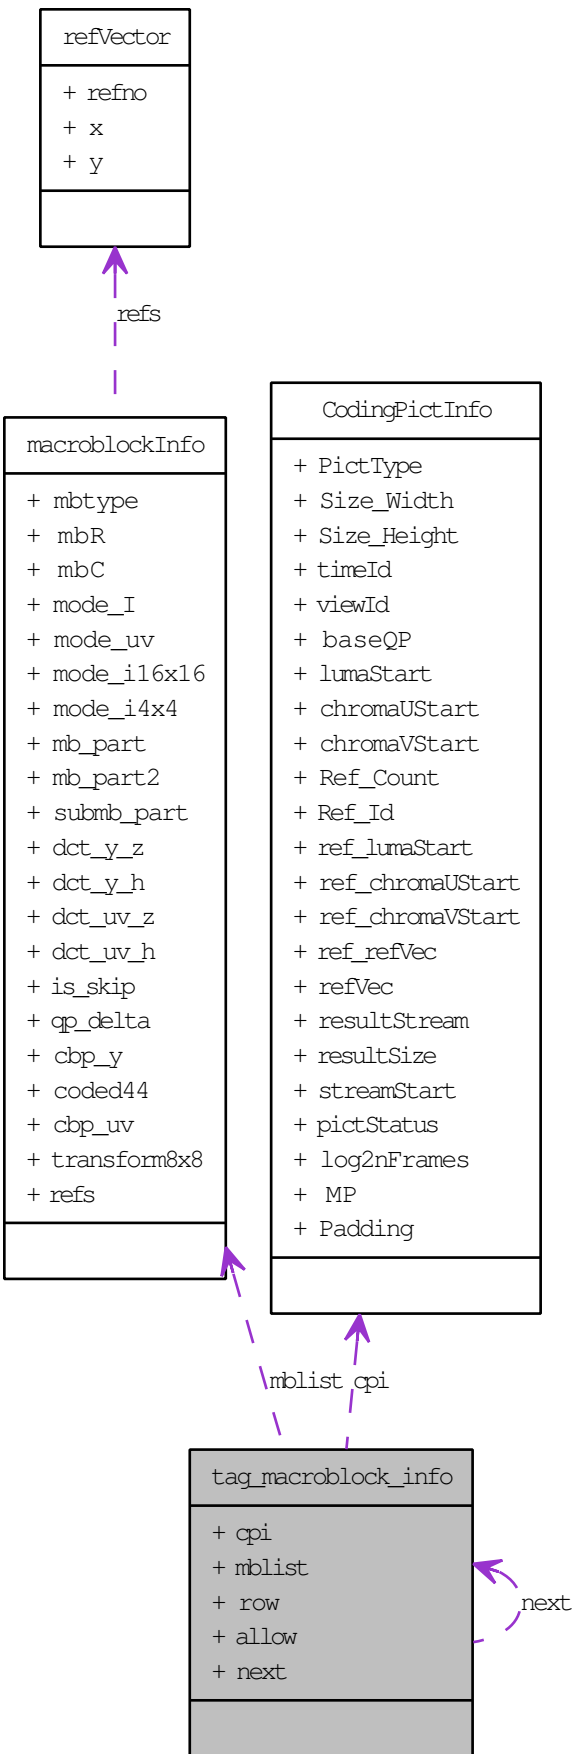 refVector
+ refno
+ x
+ y
refs
macroblockInfo
+ mbtype
+ mbR
+ mbC
+ mode_I
+ mode_uv
+ mode_i16x16
+ mode_i4x4
+ mb_part
+ mb_part2
+ submb_part
+ dct_y_z
+ dct_y_h
+ dct_uv_z
+ dct_uv_h
+ is_skip
+ qp_delta
+ cbp_y
+ coded44
+ cbp_uv
+ transform8x8
+ refs
CodingPictInfo
+ PictType
+ Size_Width
+ Size_Height
+ timeId
+ viewId
+ baseQP
+ lumaStart
+ chromaUStart
+ chromaVStart
+ Ref_Count
+ Ref_Id
+ ref_lumaStart
+ ref_chromaUStart
+ ref_chromaVStart
+ ref_refVec
+ refVec
+ resultStream
+ resultSize
+ streamStart
+ pictStatus
+ log2nFrames
+ MP
+ Padding
mblist
cpi
tag_macroblock_info
+ cpi
+ mblist
+ row
+ allow
+ next
next